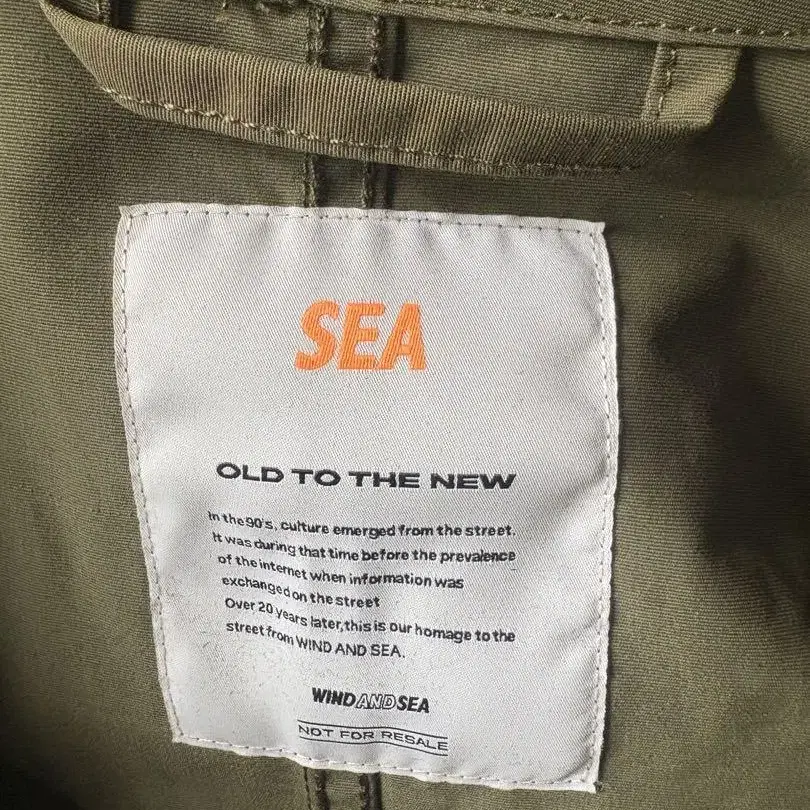 SEA
OLD TO THE NEW
In the 90's, culture emerged from the street.
It was during that time before the prevalence
of the internet when information was
exchanged on the street
Over 20 years later, this is our homage to the
street from WIND AND SEA.
WINDANDSEA
NOT FOR RESALE